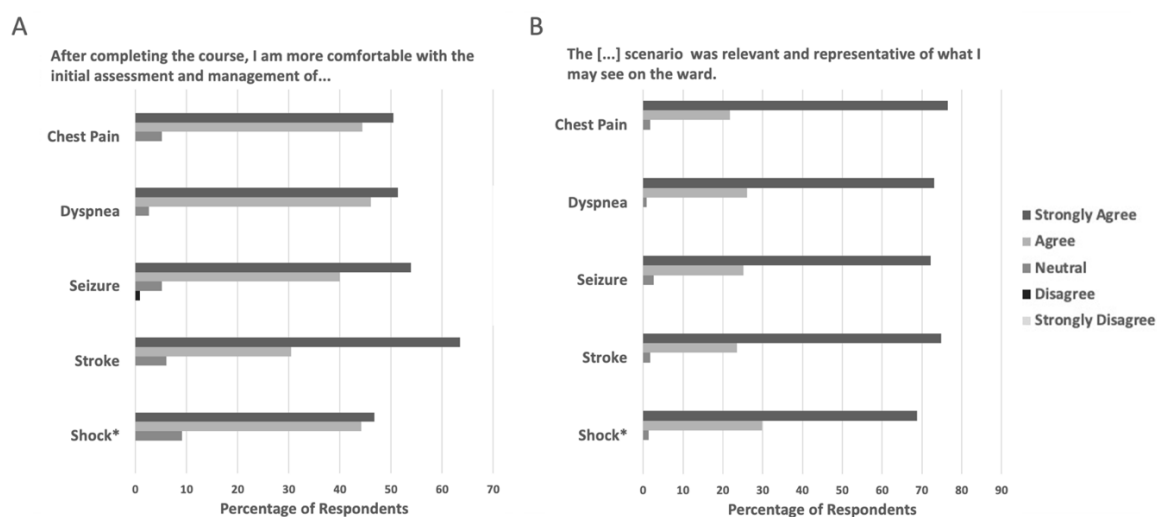 A
After completing the course, I am more comfortable with the
initial assessment and management of...
Chest Pain
Dyspnea
Seizure
Stroke
Shock*
0 10 20 30 40 50 60 70
Percentage of Respondents
B
The [...] scenario was relevant and representative of what I
may see on the ward.
Chest Pain
Dyspnea
Seizure
Stroke
Shock*
0 10 20 30 40 50 60 70 80 90
Percentage of Respondents
Strongly Agree
Agree
Neutral
Disagree
Strongly Disagree